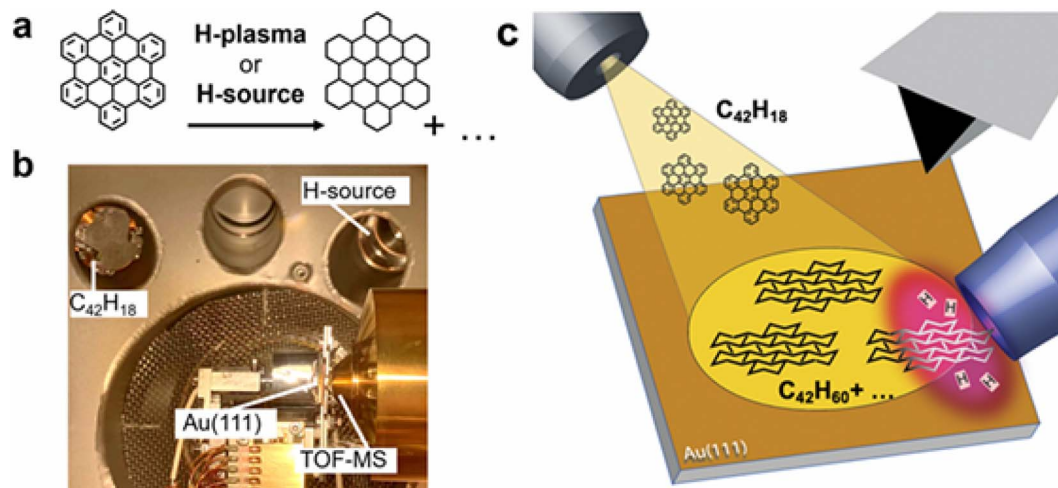 a
H-plasma
or
H-source
+ ...
b
H-source
C₄₂H₁₈
Au(111)
TOF-MS
c
C₄₂H₁₈
H
H
H
H
C₄₂H₆₀+ ...
Au(111)